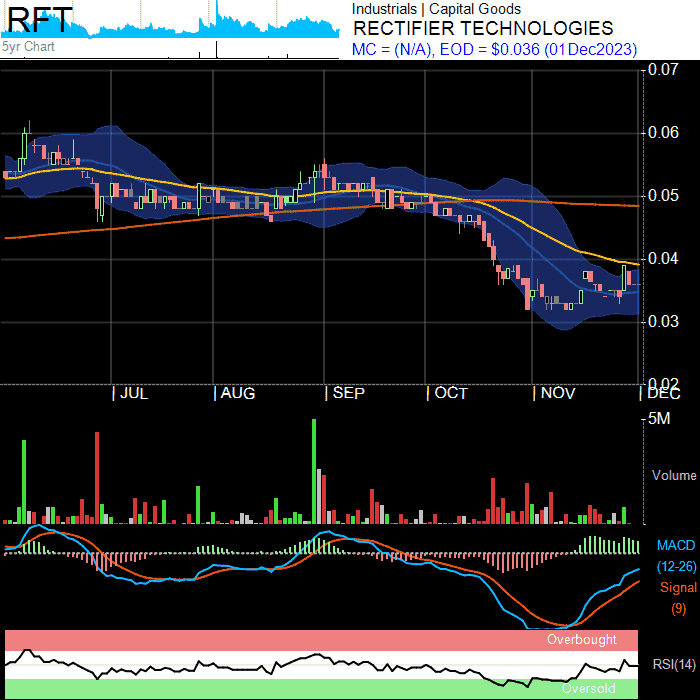 RFT
5yr Chart
Industrials | Capital Goods
RECTIFIER TECHNOLOGIES
MC = (N/A), EOD = $0.036 (01Dec2023)
0.07
0.06
0.05
0.04
0.03
0.02
JUL
AUG
SEP
OCT
NOV
DEC
5M
Volume
MACD
(12-26)
Signal
(9)
Overbought
RSI(14)
Oversold